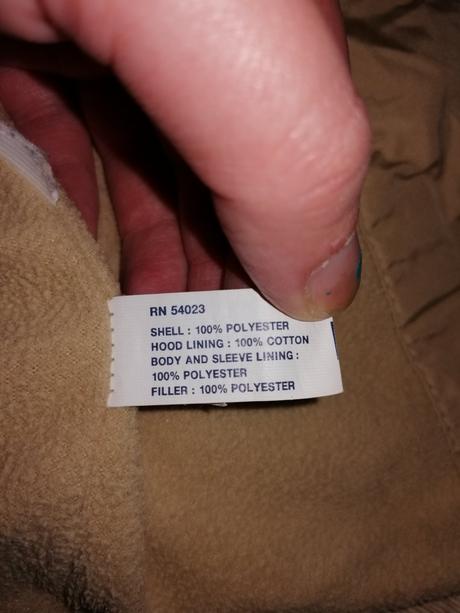 RN 54023
SHELL : 100% POLYESTER
HOOD LINING : 100% COTTON
BODY AND SLEEVE LINING :
100% POLYESTER
FILLER : 100% POLYESTER